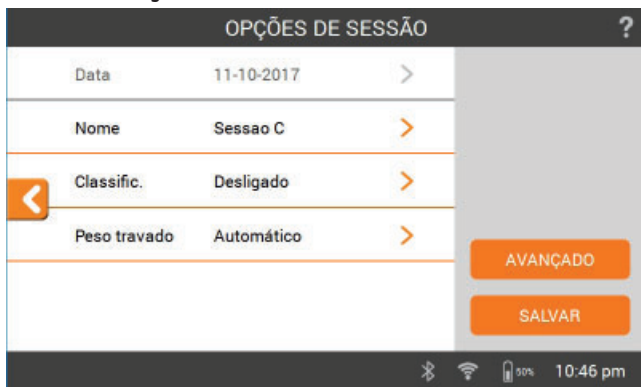 OPÇÕES DE SESSÃO ?
Data 11-10-2017
Nome Sessao C
Classific. Desligado
Peso travado Automático
AVANÇADO
SALVAR
50% 10:46 pm